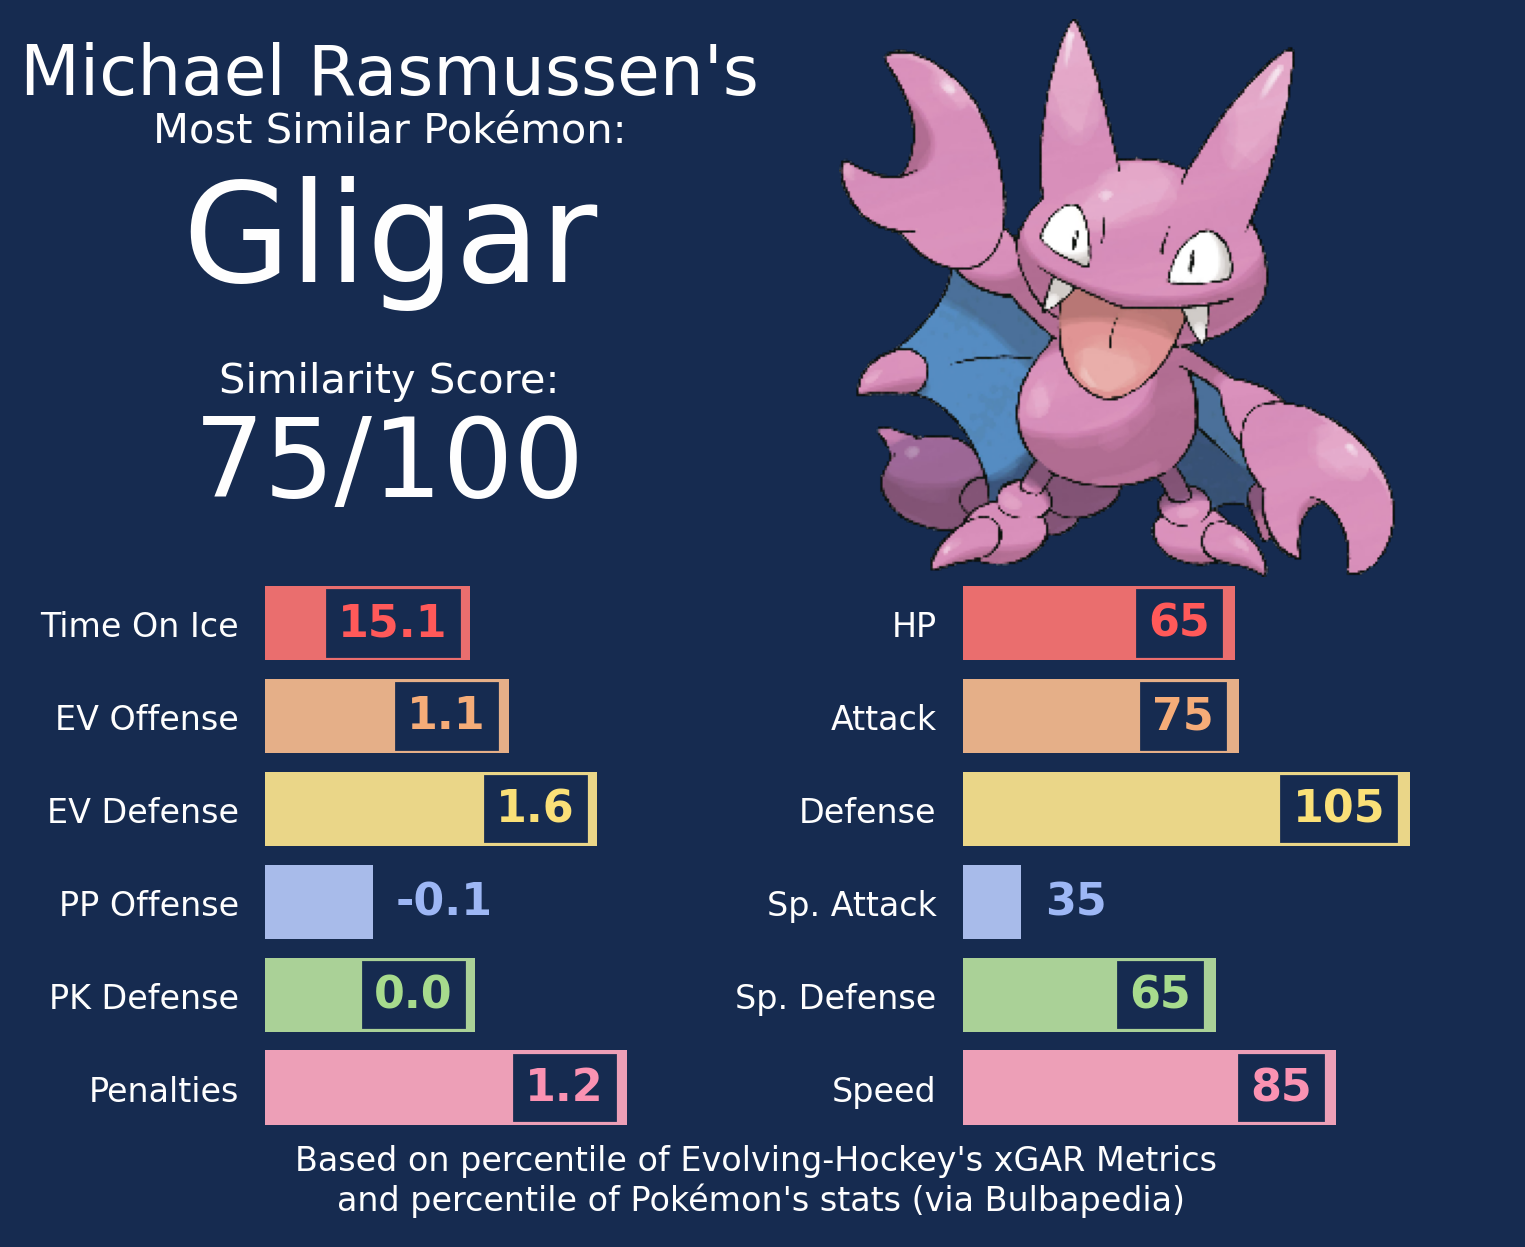 Michael Rasmussen's
Most Similar Pokémon:
Gligar
Similarity Score:
75/100
Time On Ice 15.1
EV Offense 1.1
EV Defense 1.6
PP Offense -0.1
PK Defense 0.0
Penalties 1.2
HP 65
Attack 75
Defense 105
Sp. Attack 35
Sp. Defense 65
Speed 85
Based on percentile of Evolving-Hockey's xGAR Metrics
and percentile of Pokémon's stats (via Bulbapedia)